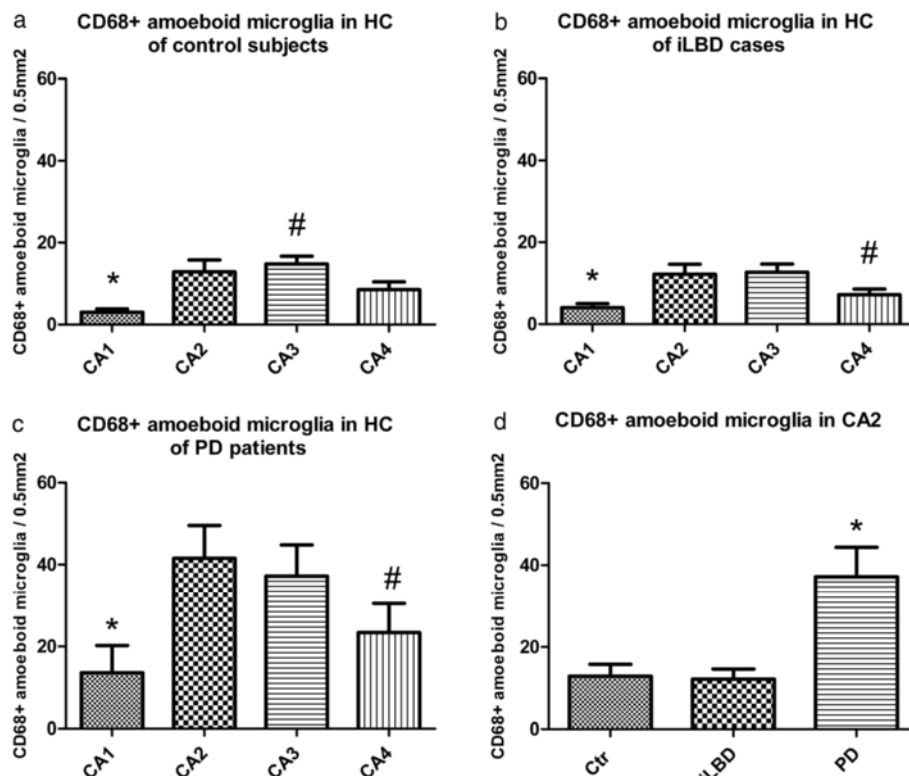 a
CD68+ amoeboid microglia in HC
of control subjects
CD68+ amoeboid microglia / 0.5mm2
60
40
20
0
*
#
CA1
CA2
CA3
CA4
b
CD68+ amoeboid microglia in HC
of iLBD cases
CD68+ amoeboid microglia / 0.5mm2
60
40
20
0
*
#
CA1
CA2
CA3
CA4
c
CD68+ amoeboid microglia in HC
of PD patients
CD68+ amoeboid microglia / 0.5mm2
60
40
20
0
*
#
CA1
CA2
CA3
CA4
d
CD68+ amoeboid microglia in CA2
CD68+ amoeboid microglia / 0.5mm2
60
40
20
0
*
Ctr
iLBD
PD